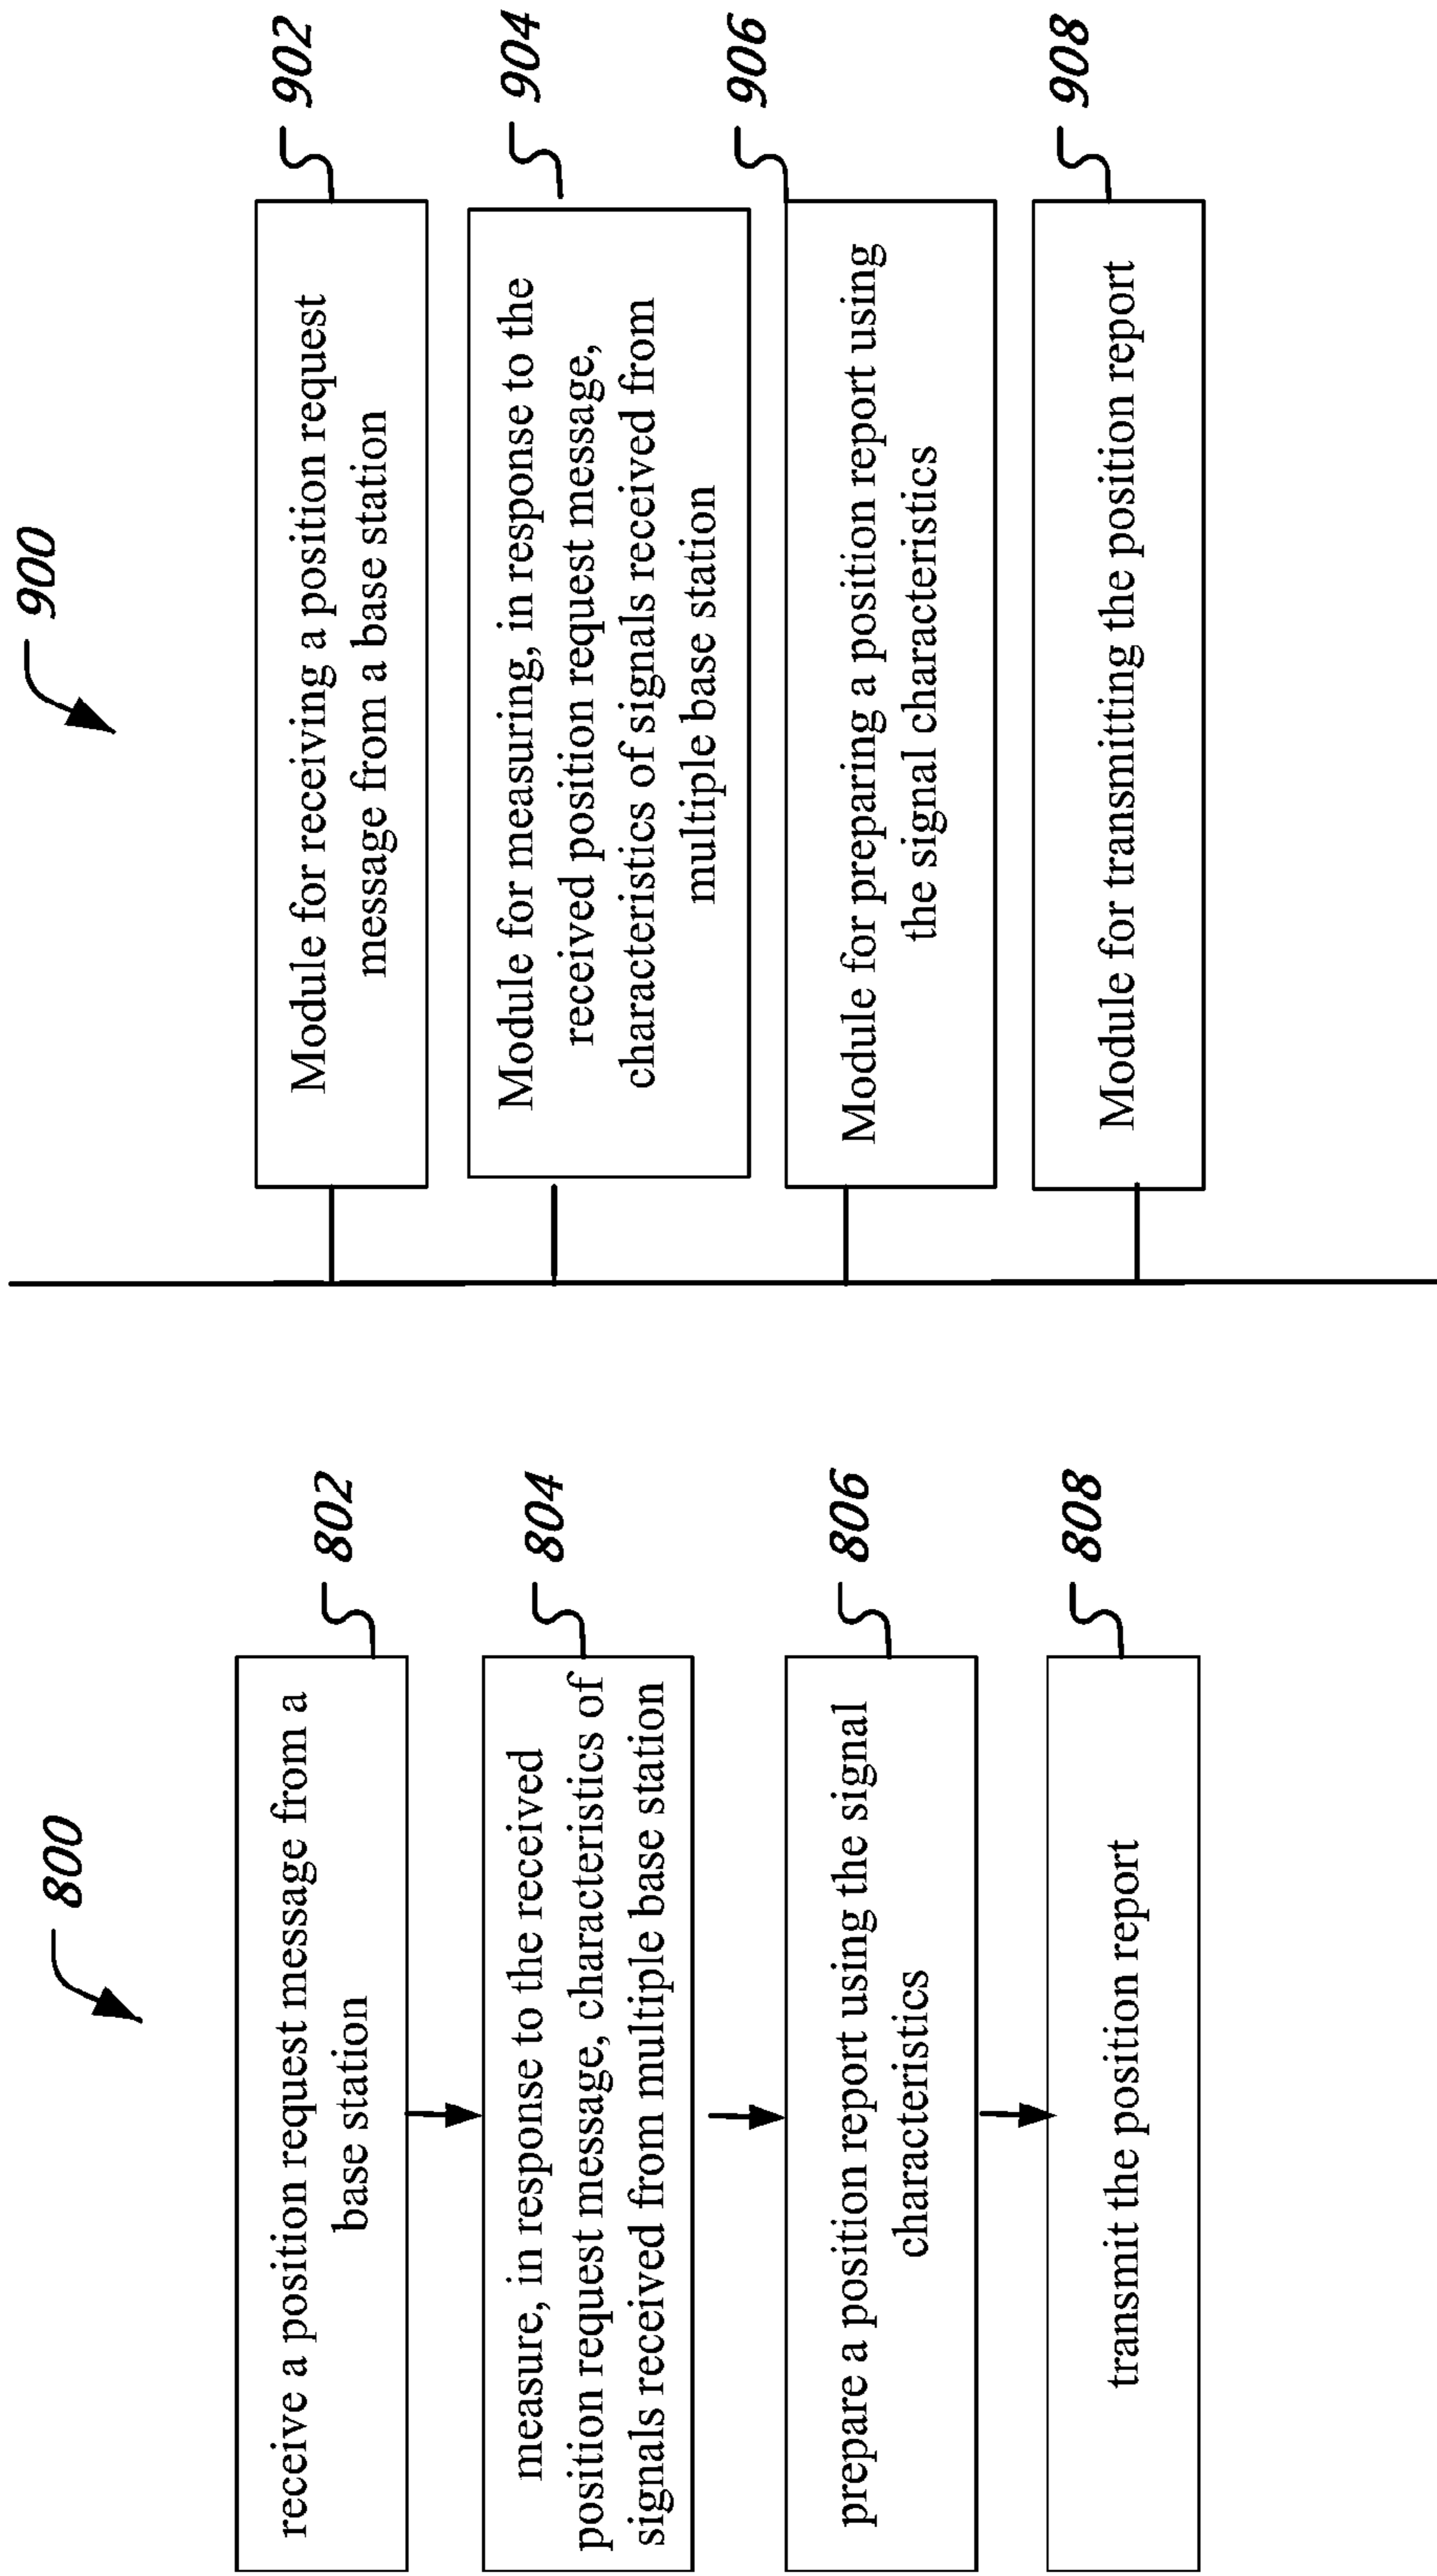 800
receive a position request message from a
base station
802
measure, in response to the received
position request message, characteristics of
signals received from multiple base station
804
prepare a position report using the signal
characteristics
806
transmit the position report
808
900
Module for receiving a position request
message from a base station
902
Module for measuring, in response to the
received position request message,
characteristics of signals received from
multiple base station
904
Module for preparing a position report using
the signal characteristics
906
Module for transmitting the position report
908